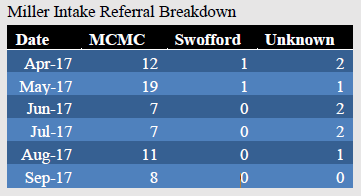 Miller Intake Referral Breakdown
Date MCMC Swofford Unknown
Apr-17 12 1 2
May-17 19 1 1
Jun-17 7 0 2
Jul-17 7 0 2
Aug-17 11 0 1
Sep-17 8 0 0